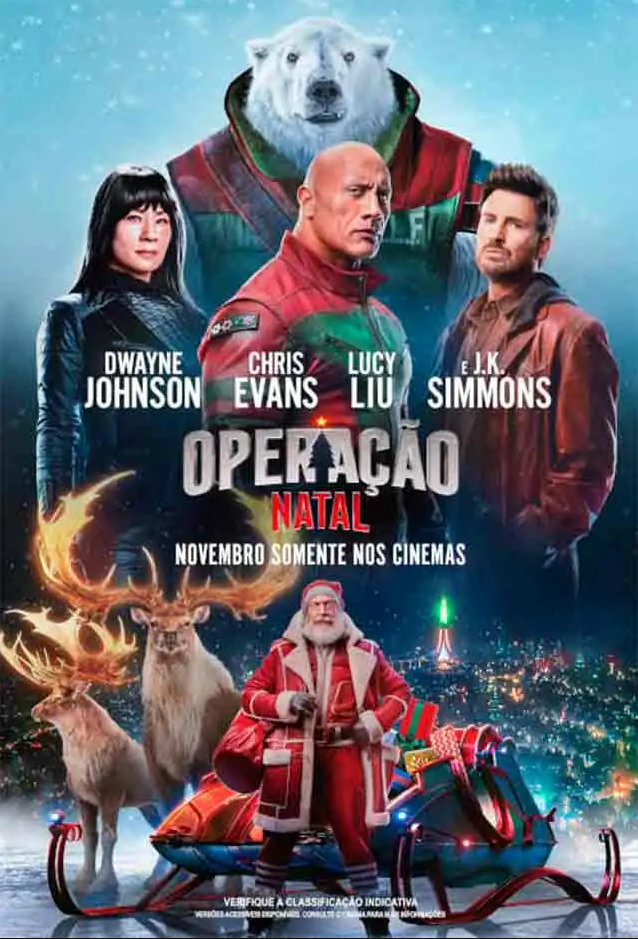 DWAYNE JOHNSON
CHRIS EVANS
LUCY LIU
E J.K. SIMMONS
OPERAÇÃO
NATAL
NOVEMBRO SOMENTE NOS CINEMAS
VERIFIQUE A CLASSIFICAÇÃO INDICATIVA
VERSÕES ACESSÍVEIS DISPONÍVEIS. CONSULTE O CINEMA PARA MAIS INFORMAÇÕES